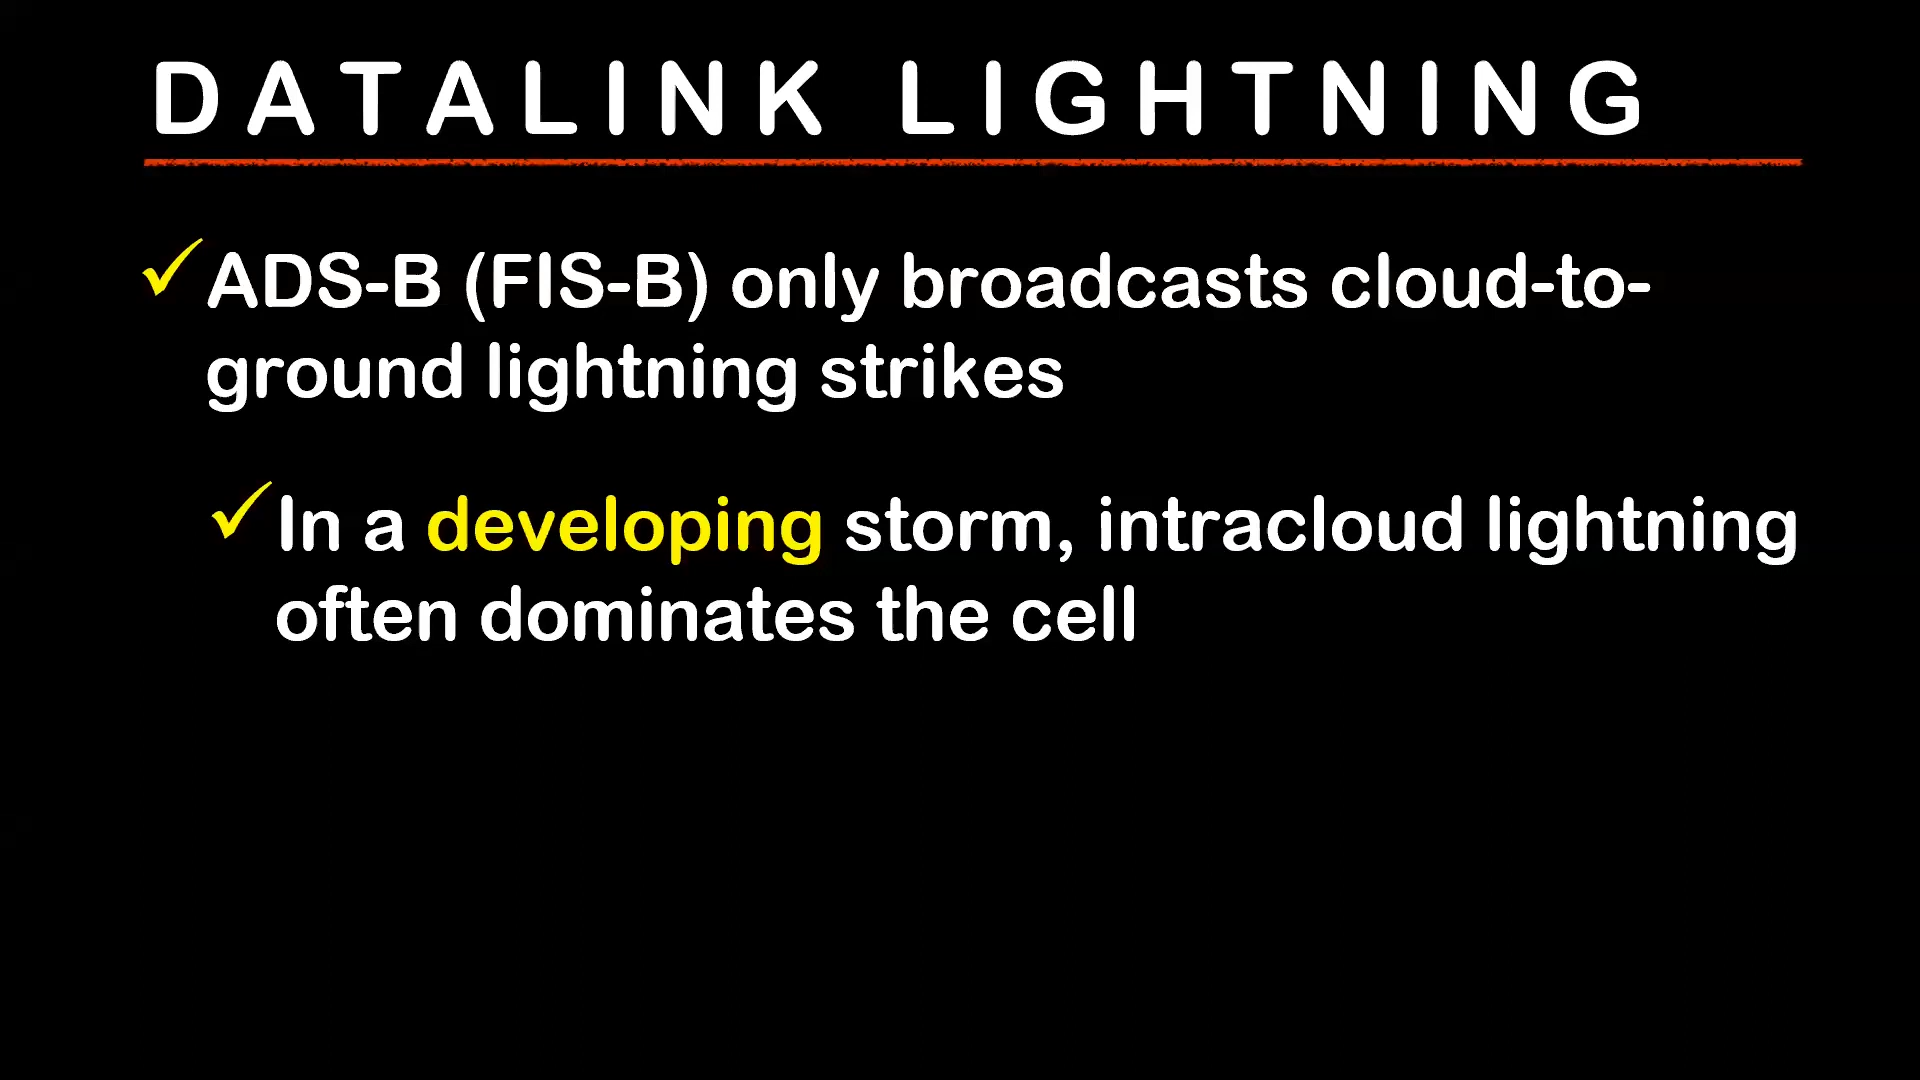 DATALINK LIGHTNING
ADS-B (FIS-B) only broadcasts cloud-to-
ground lightning strikes
In a developing storm, intracloud lightning
often dominates the cell